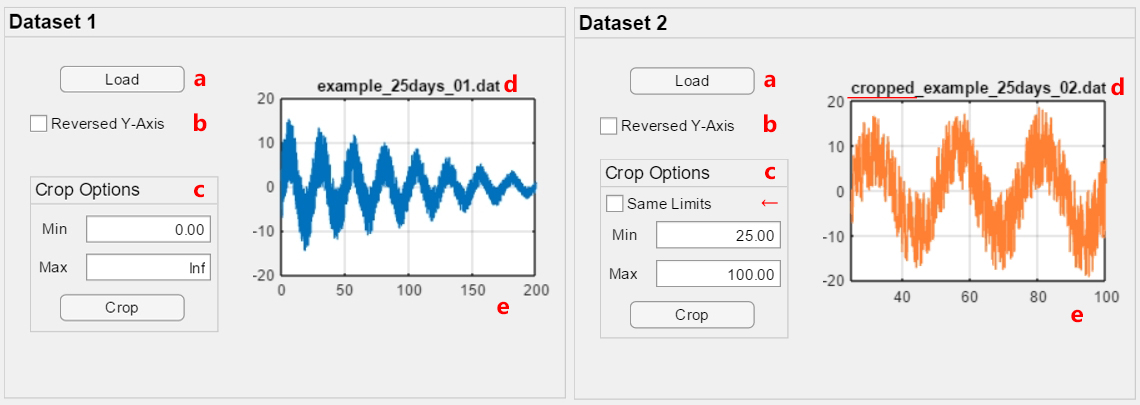 Dataset 1
Load a
example_25days_01.dat d
Reversed Y-Axis b
Crop Options c
Min 0.00
Max Inf
Crop
20
10
0
-10
-20
0 50 100 150 200
e
Dataset 2
Load a
cropped_example_25days_02.dat d
Reversed Y-Axis b
Crop Options c
Same Limits ←
Min 25.00
Max 100.00
Crop
20
10
0
-10
-20
40 60 80 100
e